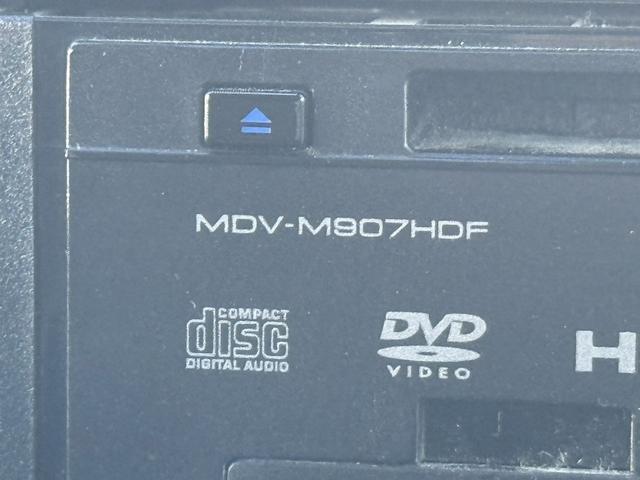 MDV-M907HDF
COMPACT
disc
DIGITAL AUDIO
DVD
VIDEO
H